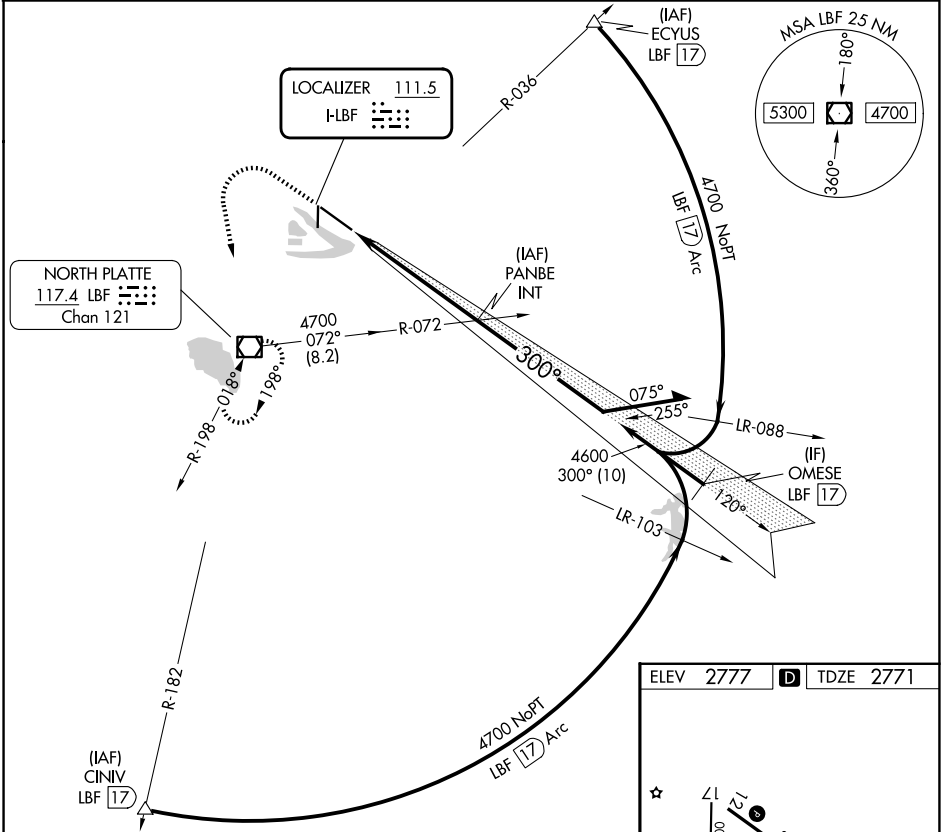 (IAF)
ECYUS
LBF 17
R-036
MSA LBF 25 NM
180°
5300
4700
360°
LOCALIZER 111.5
I-LBF
4700 NoPT
LBF 17 Arc
(IAF)
PANBE
INT
NORTH PLATTE
117.4 LBF
Chan 121
4700
072°
(8.2)
R-072
300°
075°
255°
LR-088
018°
198°
R-198
4600
300° (10)
(IF)
OMESE
LBF 17
120°
LR-103
R-182
4700 NoPT
LBF 17 Arc
(IAF)
CINIV
LBF 17
ELEV 2777 D TDZE 2771
17
12
P